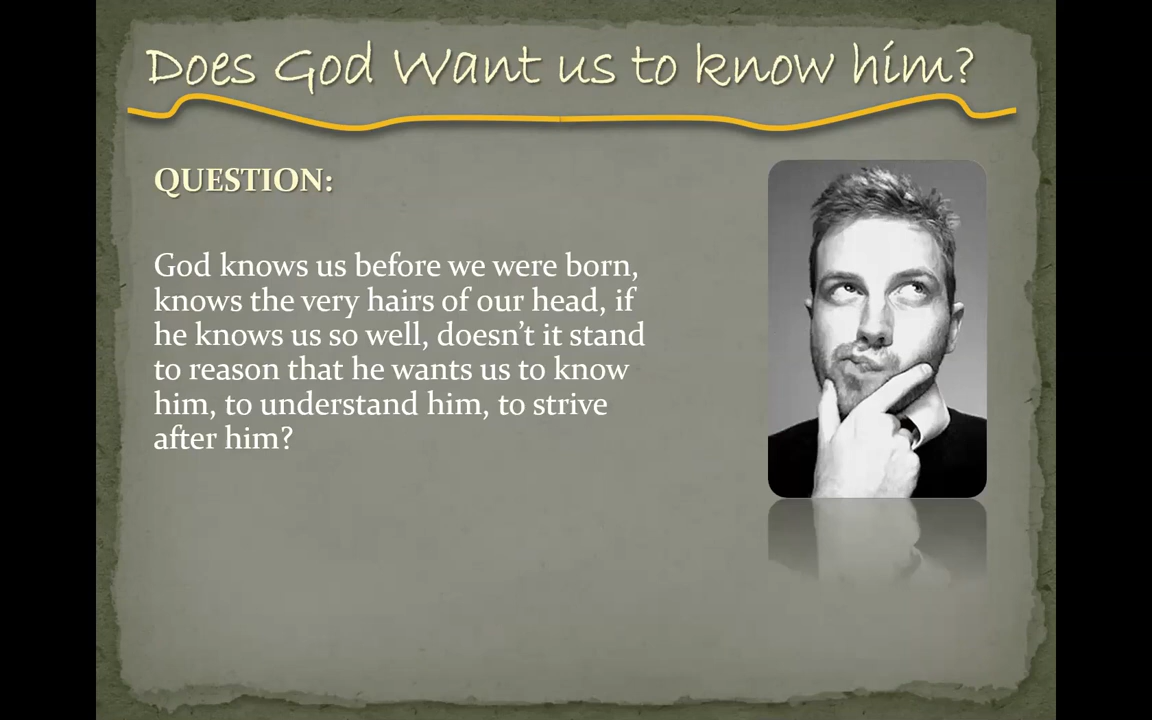 Does God Want us to know him?
QUESTION:
God knows us before we were born,
knows the very hairs of our head, if
he knows us so well, doesn’t it stand
to reason that he wants us to know
him, to understand him, to strive
after him?